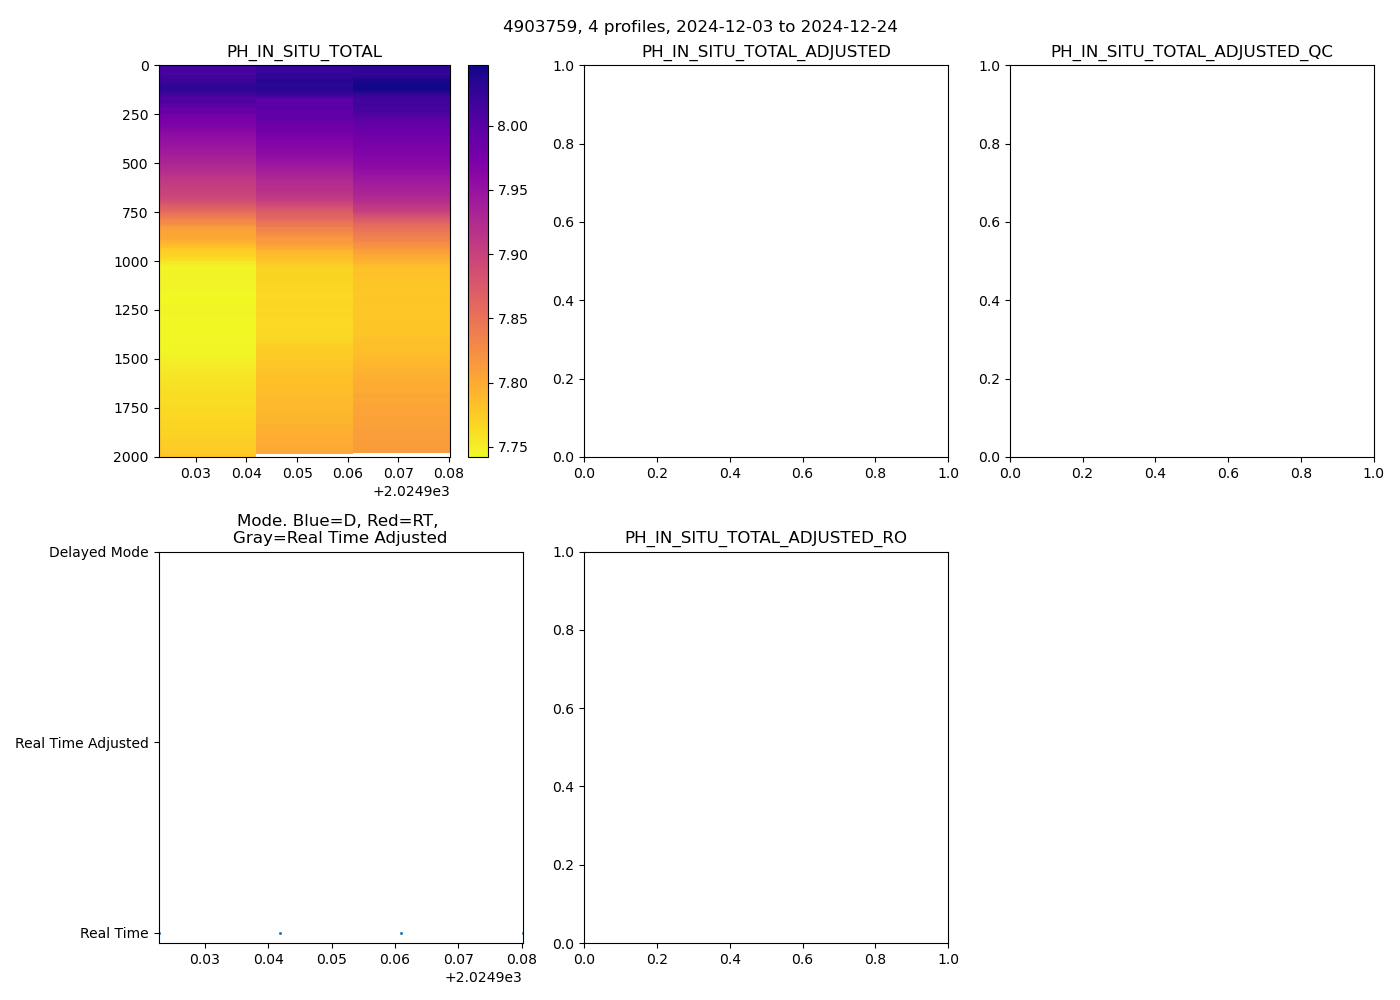 4903759, 4 profiles, 2024-12-03 to 2024-12-24
PH_IN_SITU_TOTAL
0
250
500
750
1000
1250
1500
1750
2000
0.03 0.04 0.05 0.06 0.07 0.08
+2.0249e3
8.00
7.95
7.90
7.85
7.80
7.75
PH_IN_SITU_TOTAL_ADJUSTED
1.0
0.8
0.6
0.4
0.2
0.0
0.0 0.2 0.4 0.6 0.8 1.0
PH_IN_SITU_TOTAL_ADJUSTED_QC
1.0
0.8
0.6
0.4
0.2
0.0
0.0 0.2 0.4 0.6 0.8 1.0
Mode. Blue=D, Red=RT,
Gray=Real Time Adjusted
Delayed Mode
Real Time Adjusted
Real Time
0.03 0.04 0.05 0.06 0.07 0.08
+2.0249e3
PH_IN_SITU_TOTAL_ADJUSTED_RO
1.0
0.8
0.6
0.4
0.2
0.0
0.0 0.2 0.4 0.6 0.8 1.0